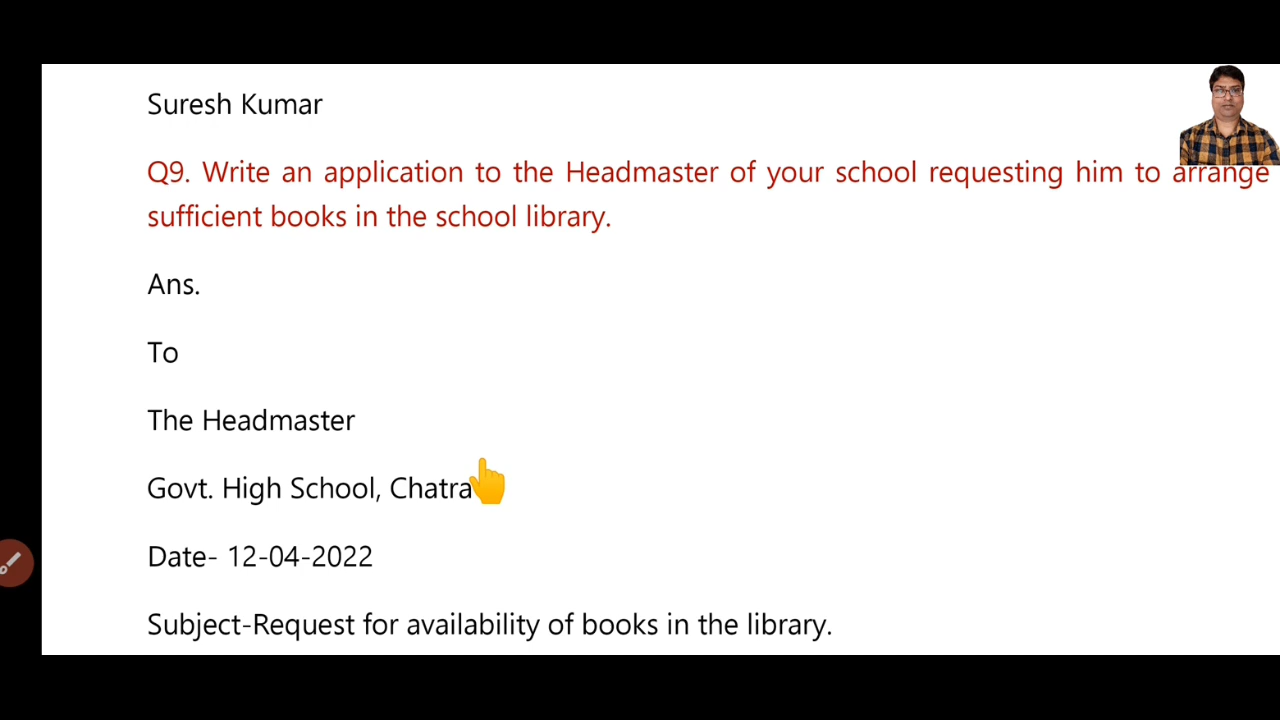 Suresh Kumar
Q9. Write an application to the Headmaster of your school requesting him to arrange
sufficient books in the school library.
Ans.
To
The Headmaster
Govt. High School, Chatra
Date- 12-04-2022
Subject-Request for availability of books in the library.